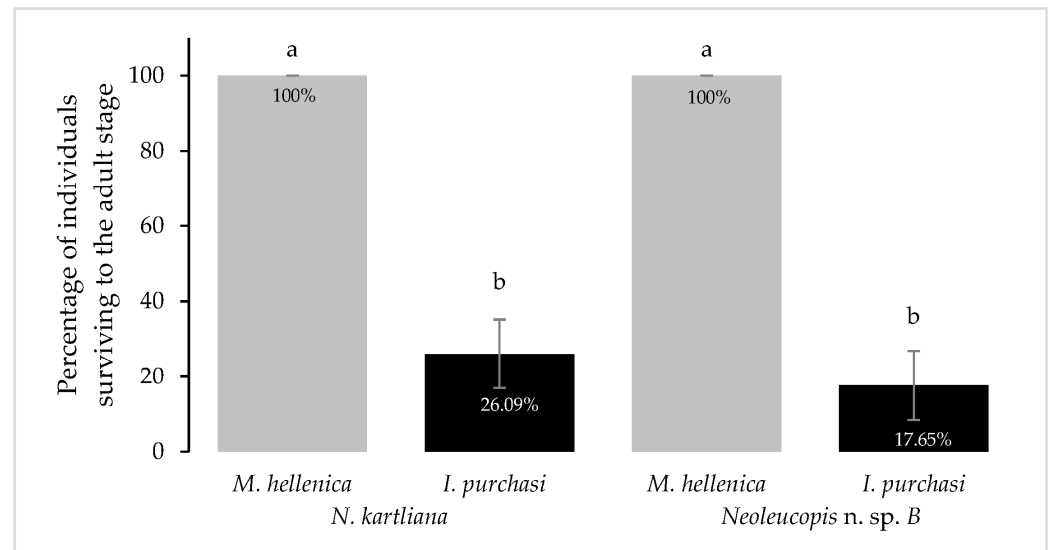 Percentage of individuals
surviving to the adult stage
100
80
60
40
20
0
a
100%
b
26.09%
a
100%
b
17.65%
M. hellenica
I. purchasi
M. hellenica
I. purchasi
N. kartliana
Neoleucopis n. sp. B